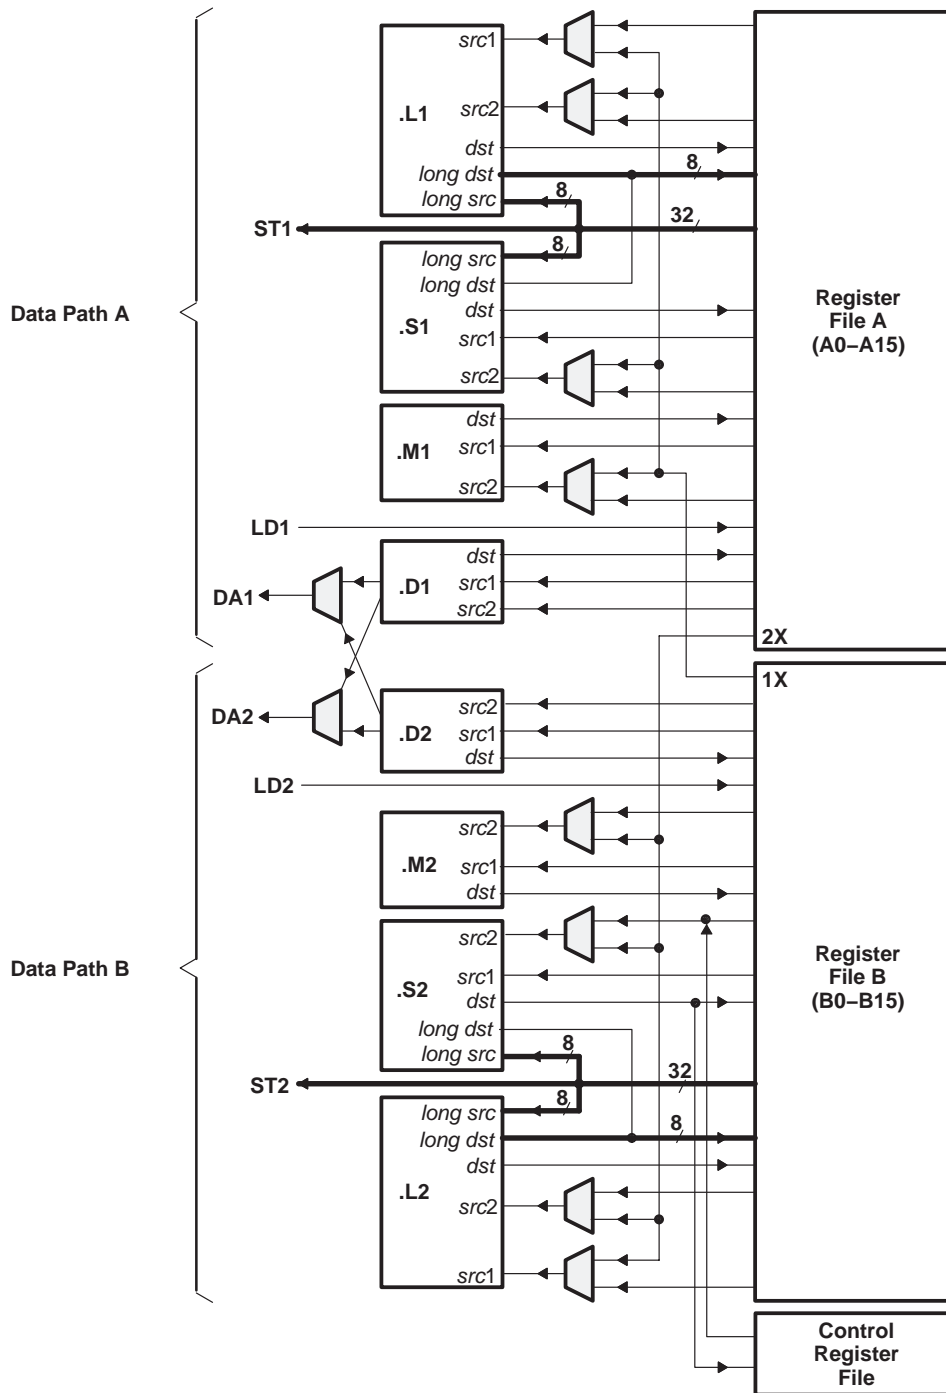 src1
.L1
src2
dst
long dst
8
long src
8
ST1
32
8
long src
long dst
dst
.S1
src1
src2
Data Path A
Register
File A
(A0–A15)
dst
.M1
src1
src2
LD1
dst
.D1
src1
src2
DA1
2X
1X
DA2
src2
.D2
src1
dst
LD2
src2
.M2
src1
dst
src2
.S2
src1
dst
long dst
long src
8
Data Path B
Register
File B
(B0–B15)
ST2
32
8
long src
long dst
8
dst
.L2
src2
src1
Control
Register
File